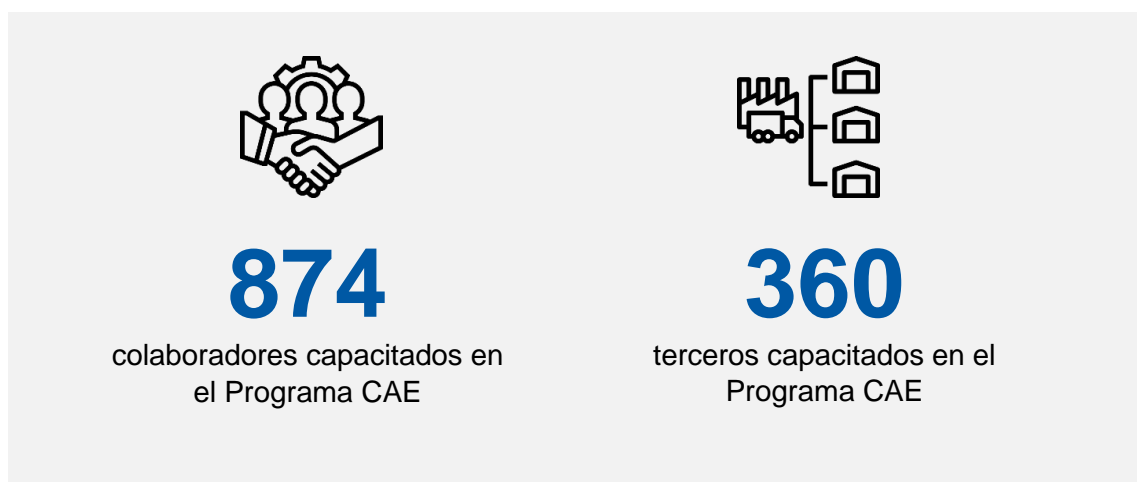 874
colaboradores capacitados en
el Programa CAE
360
terceros capacitados en el
Programa CAE